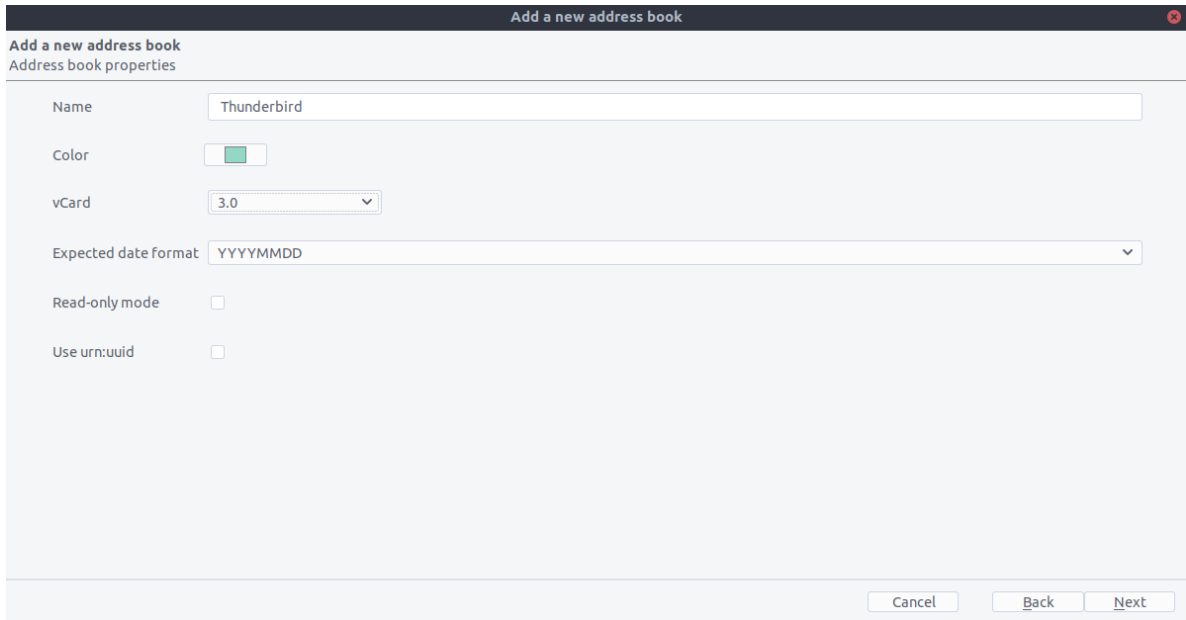 Add a new address book
Add a new address book
Address book properties
Name Thunderbird
Color
vCard 3.0
Expected date format YYYYMMDD
Read-only mode
Use urn:uuid
Cancel Back Next